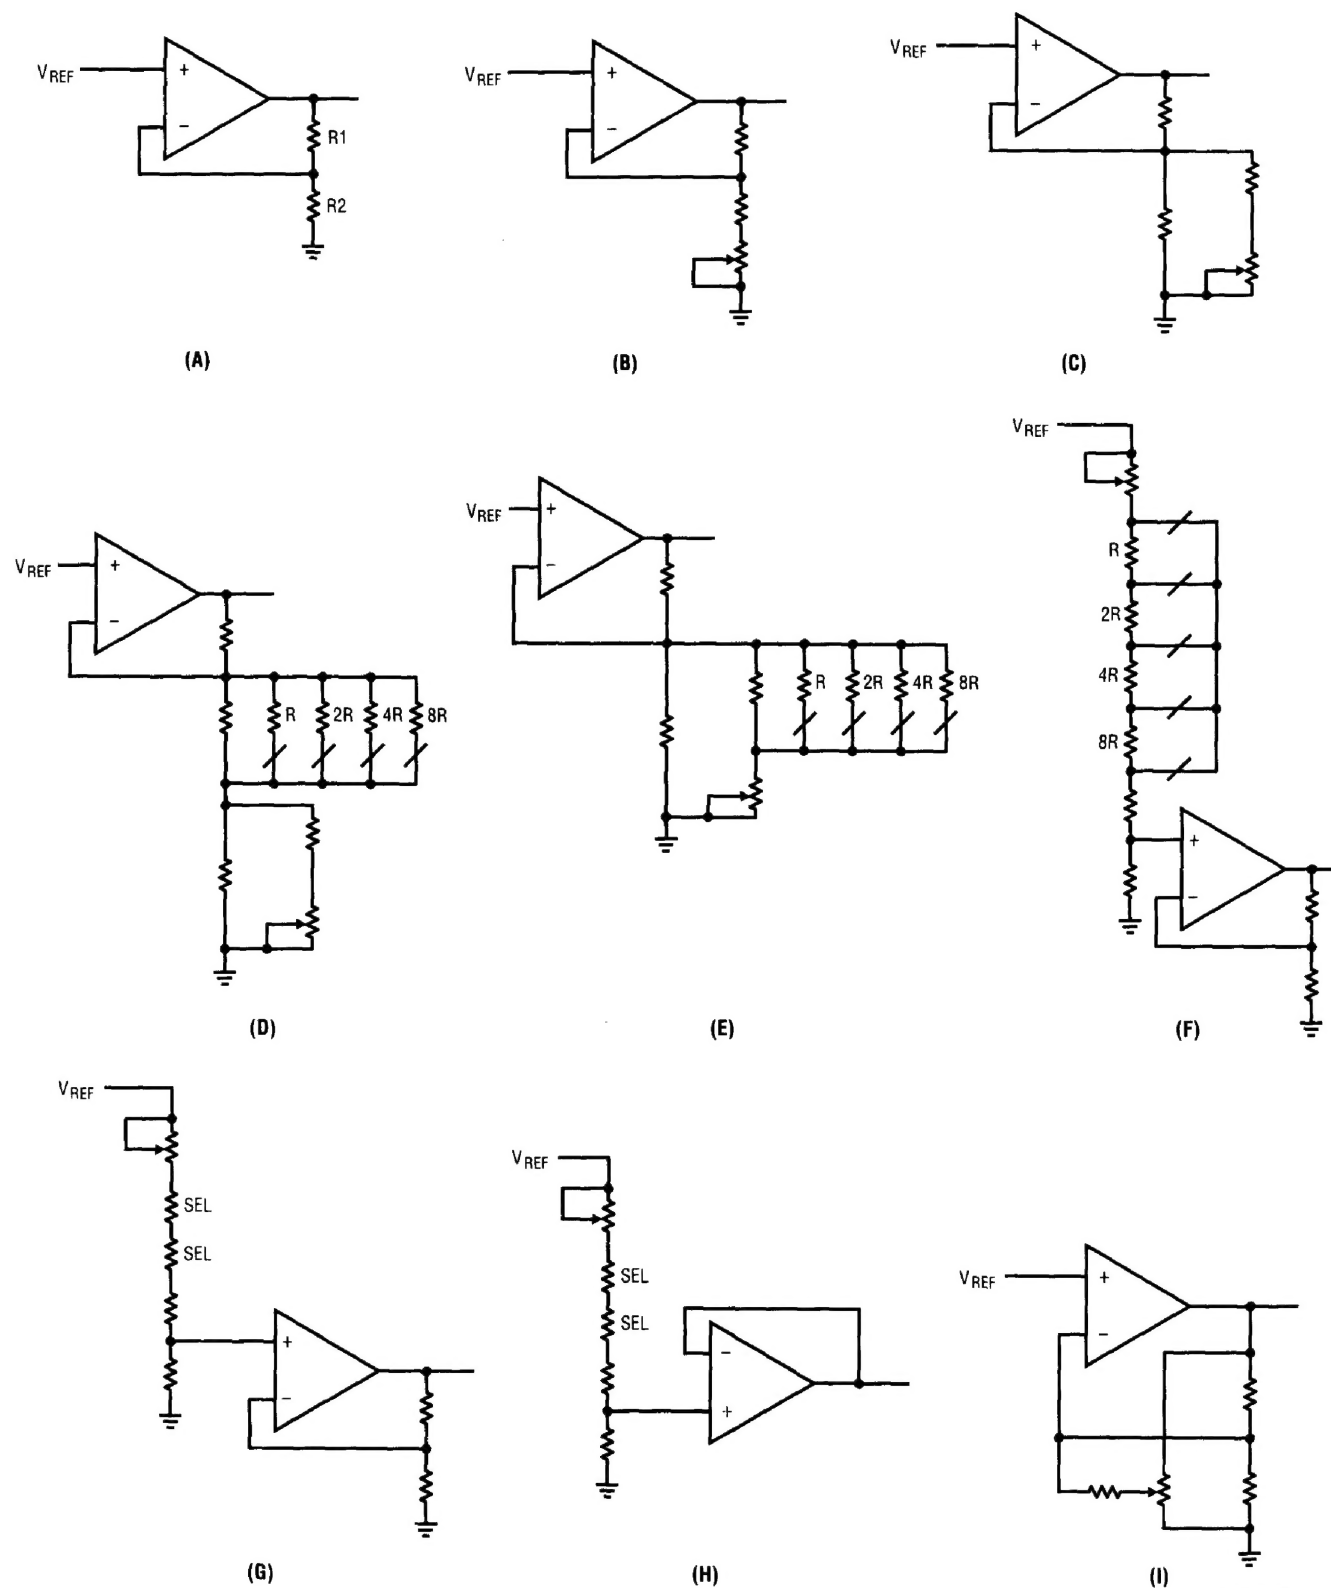 VREF
+
−
R1
R2
(A)
VREF
+
−
(B)
VREF
+
−
(C)
VREF
+
−
R
2R
4R
8R
(D)
VREF
+
−
R
2R
4R
8R
(E)
VREF
R
2R
4R
8R
+
−
(F)
VREF
SEL
SEL
+
−
(G)
VREF
SEL
SEL
−
+
(H)
VREF
+
−
(I)